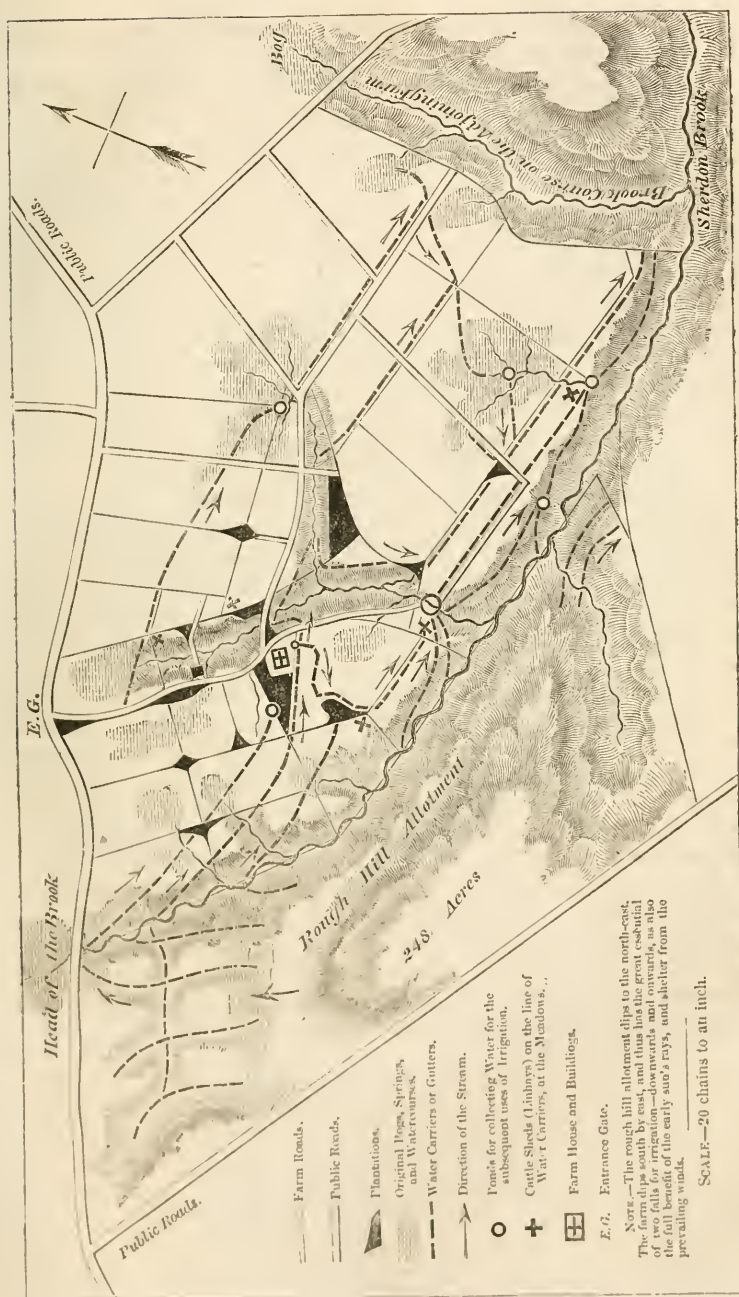 Public Roads.
Bog
Brook Course on the Adjoining Farm
Sherdon Brook
E.G.
Head of the Brook
Rough Hill Allotment
248 Acres
Public Roads.
Farm Roads.
Public Roads.
Plantations.
Original Bogs, Springs,
and Watercourses.
Water Carriers or Gutters.
Direction of the Stream.
Ponds for collecting Water for the
subsequent uses of Irrigation.
Cattle Sheds (Linhays) on the line of
Water Carriers, at the Meadows...
Farm House and Buildings.
E.G. Entrance Gate.
NOTE.—The rough hill allotment dips to the north-east.
The farm dips south by east, and thus has the great essential
of two falls for irrigation—downwards and onwards, as also
the full benefit of the early sun's rays, and shelter from the
prevailing winds.
SCALE—20 chains to an inch.